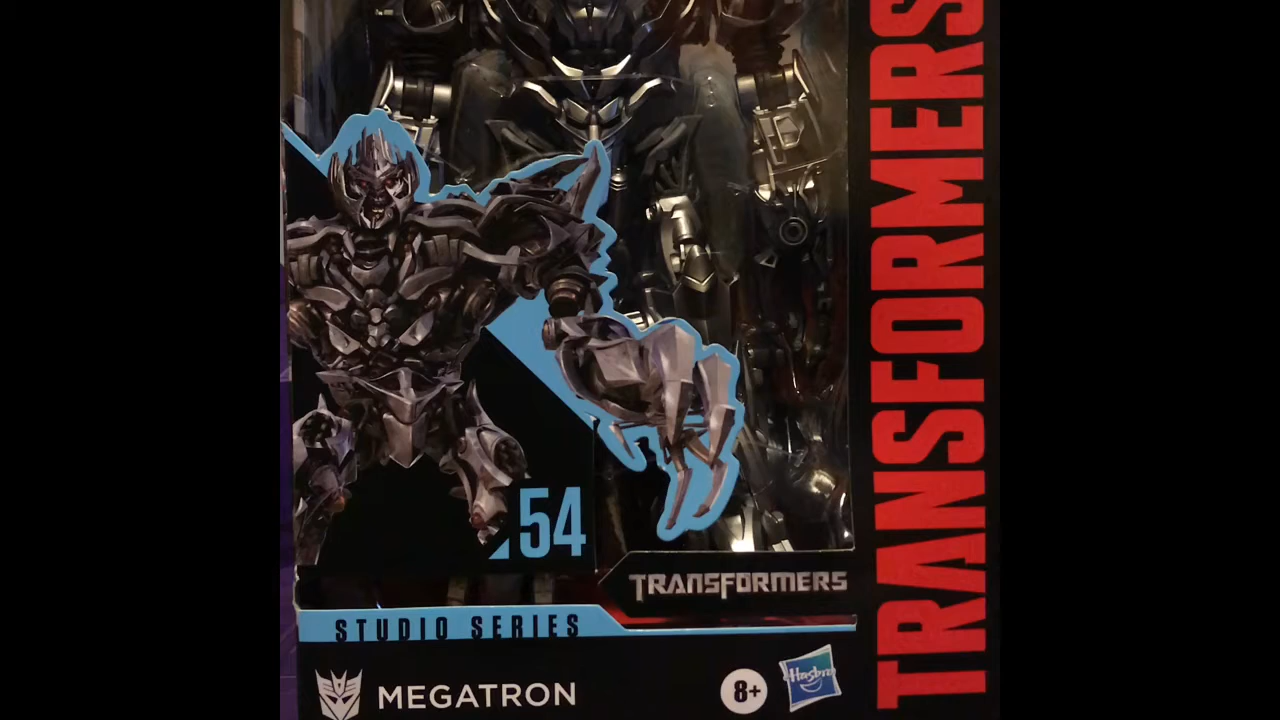 TRANSFORMERS
54
TRANSFORMERS
STUDIO SERIES
MEGATRON
8+
Hasbro